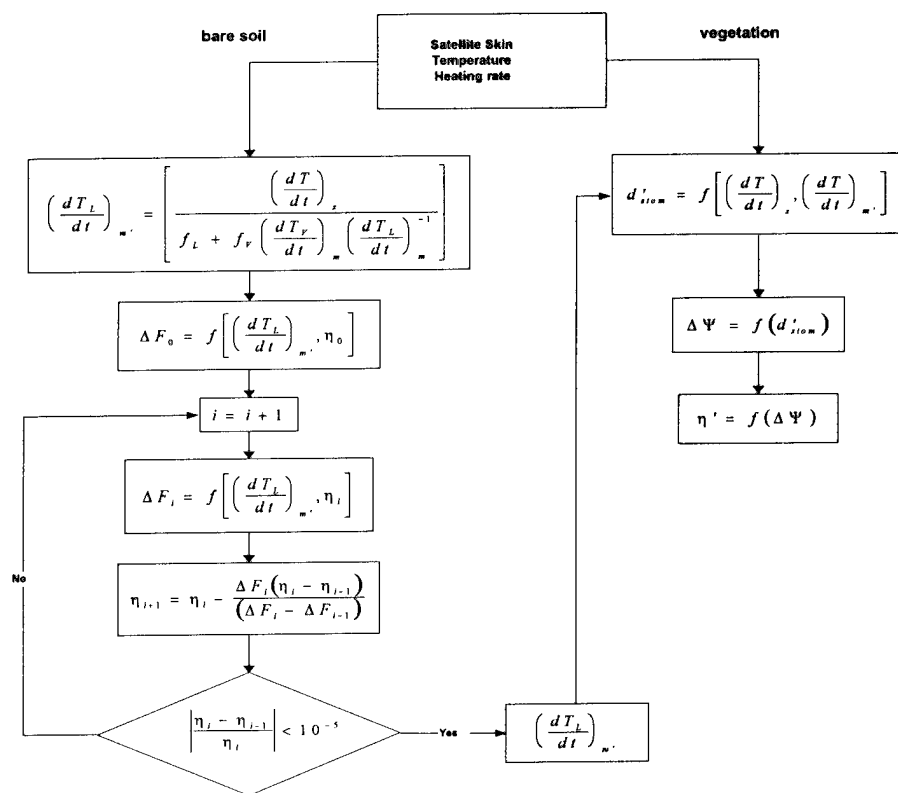 bare soil
Satellite Skin
Temperature
Heating rate
vegetation
(dT_L/dt)_m' = [(dT/dt)_s / (f_L + f_V (dT_V/dt)_m (dT_L/dt)_m^-1)]
d'_stom = f[(dT/dt)_s, (dT/dt)_m']
ΔF_0 = f[(dT_L/dt)_m', η_0]
ΔΨ = f(d'_stom)
i = i + 1
η' = f(ΔΨ)
ΔF_i = f[(dT_L/dt)_m', η_i]
No
η_i+1 = η_i - ΔF_i(η_i - η_i-1) / (ΔF_i - ΔF_i-1)
|(η_i - η_i-1) / η_i| < 10^-5
Yes
(dT_L/dt)_m'